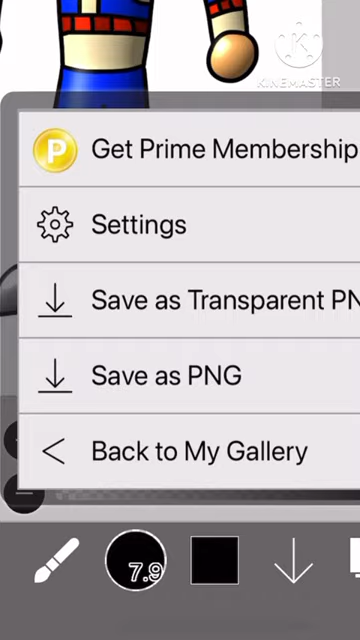 KINEMASTER
P Get Prime Membership
Settings
Save as Transparent PN
Save as PNG
Back to My Gallery
7.9